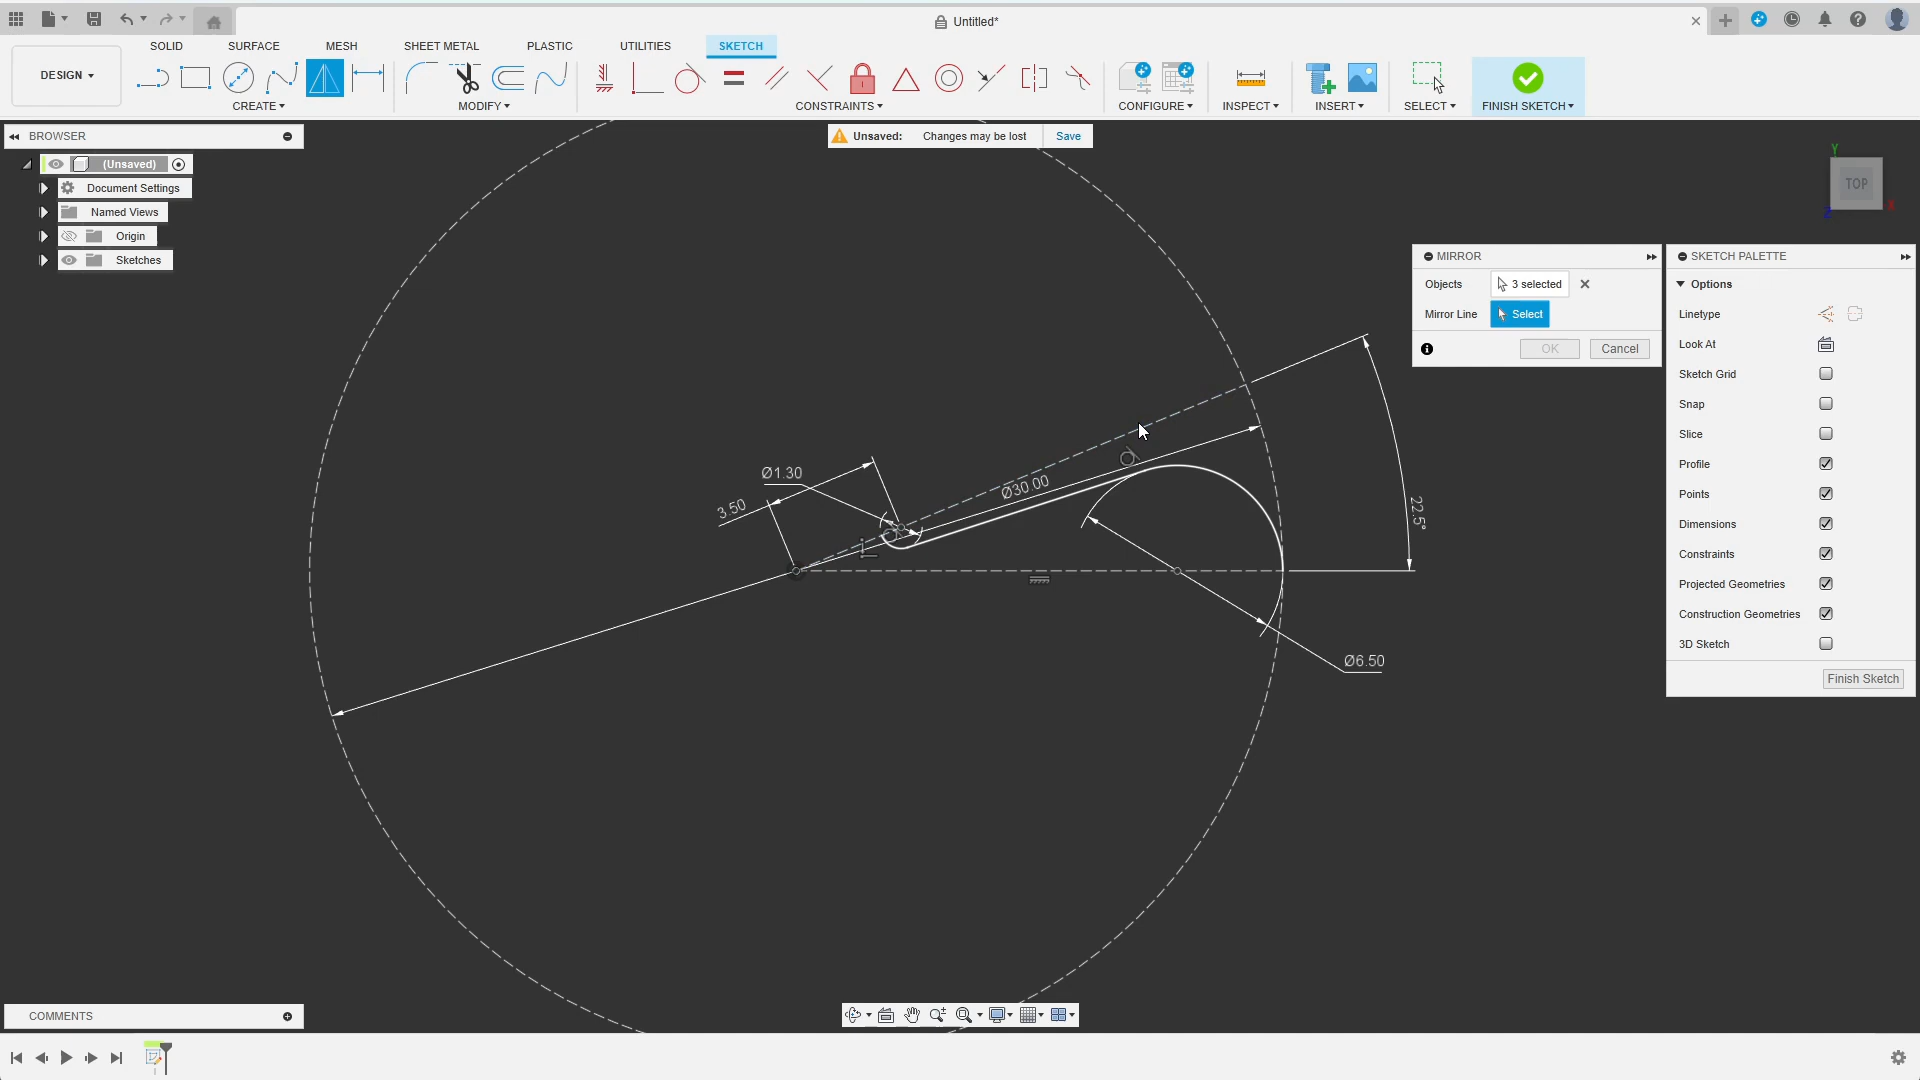 Untitled*
DESIGN
SOLID
SURFACE
MESH
SHEET METAL
PLASTIC
UTILITIES
SKETCH
CREATE
MODIFY
CONSTRAINTS
CONFIGURE
INSPECT
INSERT
SELECT
FINISH SKETCH
BROWSER
Unsaved: Changes may be lost Save
(Unsaved)
Document Settings
Named Views
Origin
Sketches
Y
TOP
X
Z
MIRROR
Objects 3 selected
Mirror Line Select
OK Cancel
SKETCH PALETTE
Options
Linetype
Look At
Sketch Grid
Snap
Slice
Profile
Points
Dimensions
Constraints
Projected Geometries
Construction Geometries
3D Sketch
Finish Sketch
Ø1.30
3.50
Ø30.00
22.5°
Ø6.50
COMMENTS